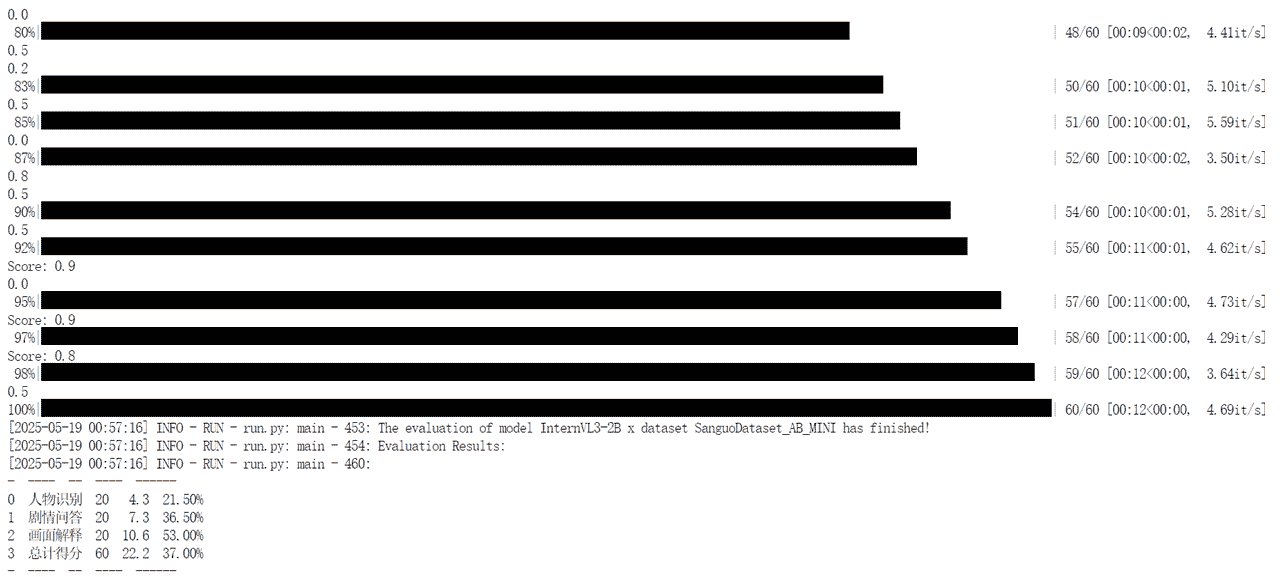 0.0
80%| | 48/60 [00:09<00:02,  4.41it/s]
0.5
0.2
83%| | 50/60 [00:10<00:01,  5.10it/s]
0.5
85%| | 51/60 [00:10<00:01,  5.59it/s]
0.0
87%| | 52/60 [00:10<00:02,  3.50it/s]
0.8
0.5
90%| | 54/60 [00:10<00:01,  5.28it/s]
0.5
92%| | 55/60 [00:11<00:01,  4.62it/s]
Score: 0.9
0.0
95%| | 57/60 [00:11<00:00,  4.73it/s]
Score: 0.9
97%| | 58/60 [00:11<00:00,  4.29it/s]
Score: 0.8
98%| | 59/60 [00:12<00:00,  3.64it/s]
0.5
100%| | 60/60 [00:12<00:00,  4.69it/s]
[2025-05-19 00:57:16] INFO - RUN - run.py: main - 453: The evaluation of model InternVL3-2B x dataset SanguoDataset_AB_MINI has finished!
[2025-05-19 00:57:16] INFO - RUN - run.py: main - 454: Evaluation Results:
[2025-05-19 00:57:16] INFO - RUN - run.py: main - 460:
-  ----  --  ----  ------
0  人物识别  20   4.3  21.50%
1  剧情问答  20   7.3  36.50%
2  画面解释  20  10.6  53.00%
3  总计得分  60  22.2  37.00%
-  ----  --  ----  ------